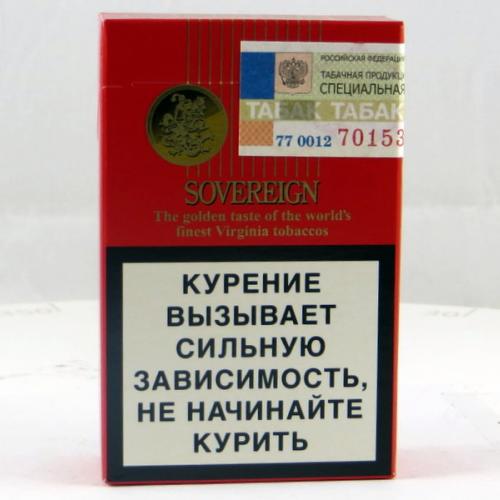 РОССИЙСКАЯ ФЕДЕРАЦИЯ
ТАБАЧНАЯ ПРОДУКЦ
СПЕЦИАЛЬНАЯ
ТАБАК ТАБАК
77 0012 70153
SOVEREIGN
The golden taste of the world's
finest Virginia tobaccos
КУРЕНИЕ
ВЫЗЫВАЕТ
СИЛЬНУЮ
ЗАВИСИМОСТЬ,
НЕ НАЧИНАЙТЕ
КУРИТЬ